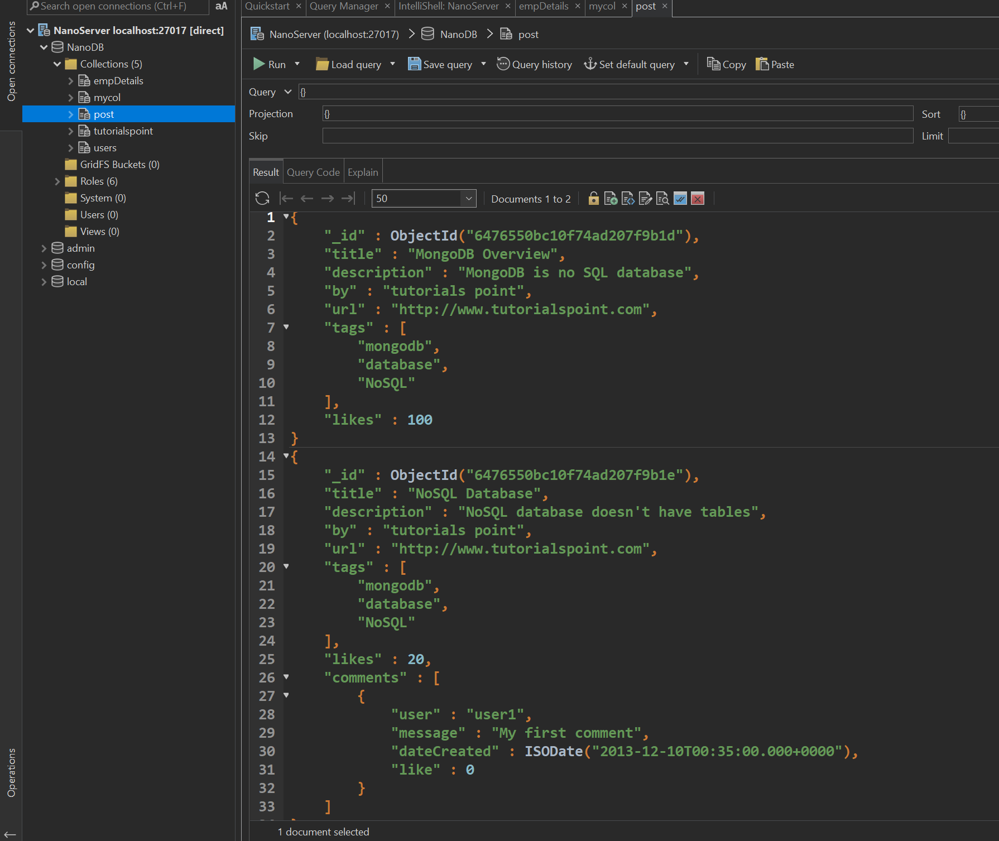 Search open connections (Ctrl+F)
aA
Open connections
NanoServer localhost:27017 [direct]
NanoDB
Collections (5)
empDetails
mycol
post
tutorialspoint
users
GridFS Buckets (0)
Roles (6)
System (0)
Users (0)
Views (0)
admin
config
local
Operations
Quickstart × Query Manager × IntelliShell: NanoServer × empDetails × mycol × post ×
NanoServer (localhost:27017) > NanoDB > post
Run Load query Save query Query history Set default query Copy Paste
Query {}
Projection {} Sort {}
Skip Limit
Result Query Code Explain
50 Documents 1 to 2
1 {
2 "_id" : ObjectId("6476550bc10f74ad207f9b1d"),
3 "title" : "MongoDB Overview",
4 "description" : "MongoDB is no SQL database",
5 "by" : "tutorials point",
6 "url" : "http://www.tutorialspoint.com",
7 "tags" : [
8 "mongodb",
9 "database",
10 "NoSQL"
11 ],
12 "likes" : 100
13 }
14 {
15 "_id" : ObjectId("6476550bc10f74ad207f9b1e"),
16 "title" : "NoSQL Database",
17 "description" : "NoSQL database doesn't have tables",
18 "by" : "tutorials point",
19 "url" : "http://www.tutorialspoint.com",
20 "tags" : [
21 "mongodb",
22 "database",
23 "NoSQL"
24 ],
25 "likes" : 20,
26 "comments" : [
27 {
28 "user" : "user1",
29 "message" : "My first comment",
30 "dateCreated" : ISODate("2013-12-10T00:35:00.000+0000"),
31 "like" : 0
32 }
33 ]
1 document selected